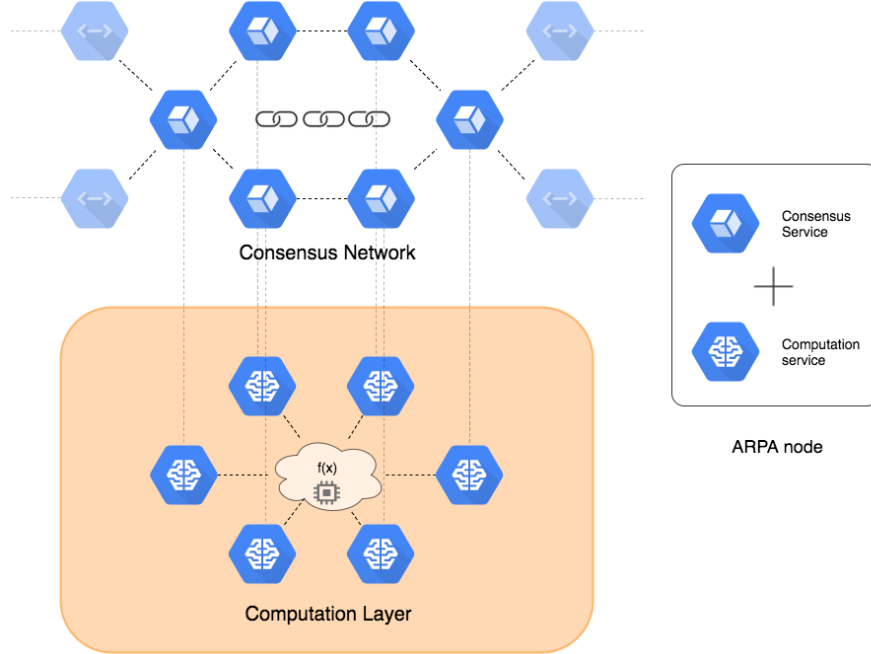 Consensus Network
Consensus
Service
Computation
service
ARPA node
f(x)
Computation Layer